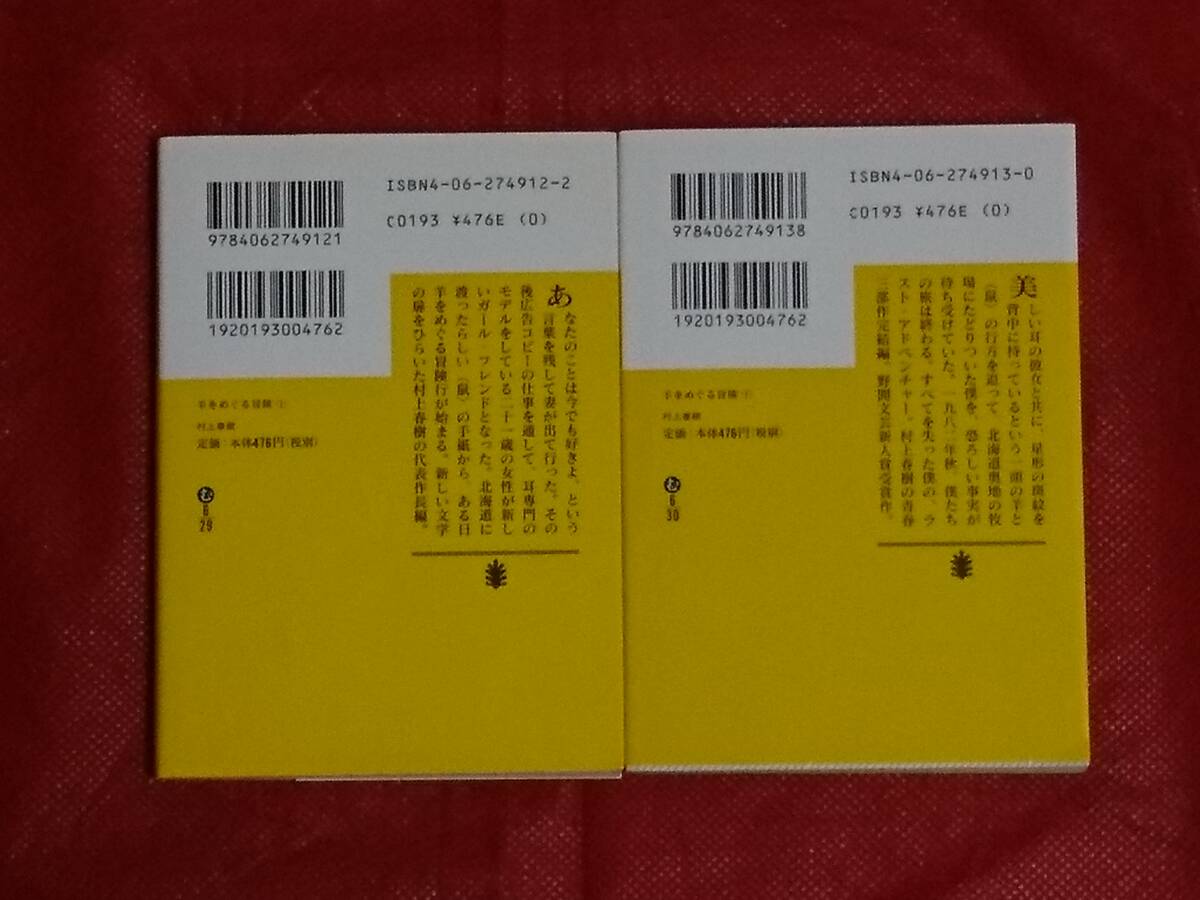 ISBN4-06-274912-2
C0193 ¥476E (0)
9784062749121
1920193004762
あなたのことは今でも好きよ、という
言葉を残して妻が出て行った。その
後広告コピーの仕事を通して、耳専門の
モデルをしている二十一歳の女性が新し
いガール・フレンドとなった。北海道に
渡ったらしい〈鼠〉の手紙から、ある日
羊をめぐる冒険行が始まる。新しい文学
の扉をひらいた村上春樹の代表作長編。
羊をめぐる冒険
村上春樹
定価:本体476円(税別)
む
6
29
ISBN4-06-274913-0
C0193 ¥476E (0)
9784062749138
1920193004762
美しい耳の彼女と共に、星形の斑紋を
背中に持っているという一頭の羊と
〈鼠〉の行方を追って、北海道奥地の牧
場にたどりついた僕を、恐ろしい事実が
待ち受けていた。一九八二年秋 僕たち
の旅は終わる。すべてを失った僕の、ラ
スト・アドベンチャー。村上春樹の青春
三部作完結編。野間文芸新人賞受賞作。
羊をめぐる冒険
村上春樹
定価:本体476円(税別)
む
6
30